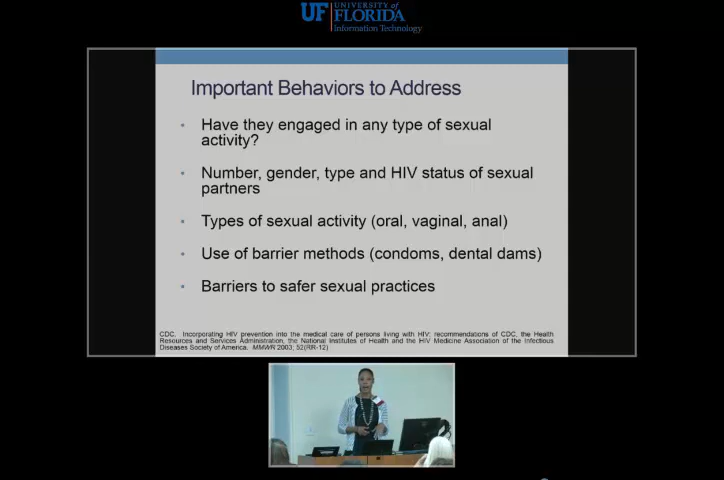 UF UNIVERSITY of
FLORIDA
Information Technology
Important Behaviors to Address
• Have they engaged in any type of sexual
activity?
• Number, gender, type and HIV status of sexual
partners
• Types of sexual activity (oral, vaginal, anal)
• Use of barrier methods (condoms, dental dams)
• Barriers to safer sexual practices
CDC. Incorporating HIV prevention into the medical care of persons living with HIV: recommendations of CDC, the Health
Resources and Services Administration, the National Institutes of Health and the HIV Medicine Association of the Infectious
Diseases Society of America. MMWR 2003; 52(RR-12)